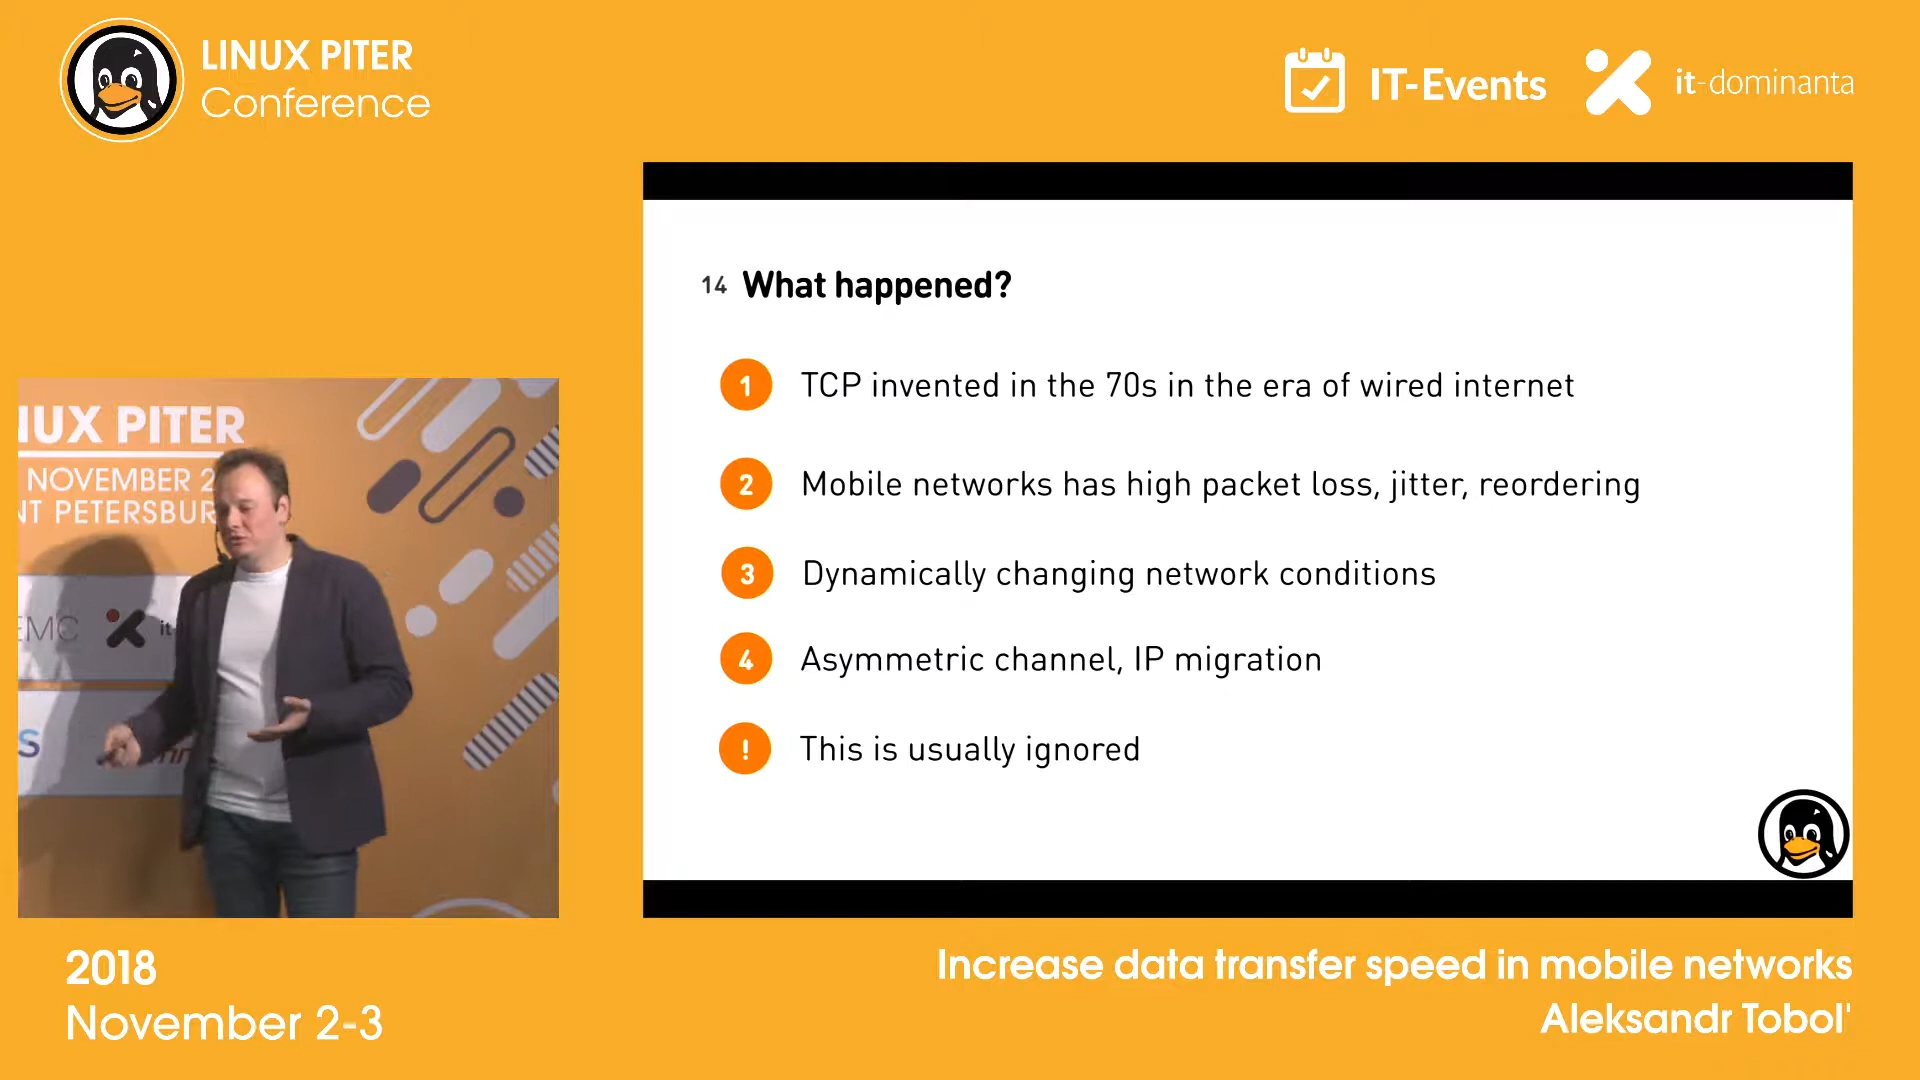 LINUX PITER
Conference
IT-Events
it-dominanta
14 What happened?
1 TCP invented in the 70s in the era of wired internet
2 Mobile networks has high packet loss, jitter, reordering
3 Dynamically changing network conditions
4 Asymmetric channel, IP migration
! This is usually ignored
NUX PITER
NOVEMBER 2
NT PETERSBUR
EMC
it
S
2018
November 2-3
Increase data transfer speed in mobile networks
Aleksandr Tobol'